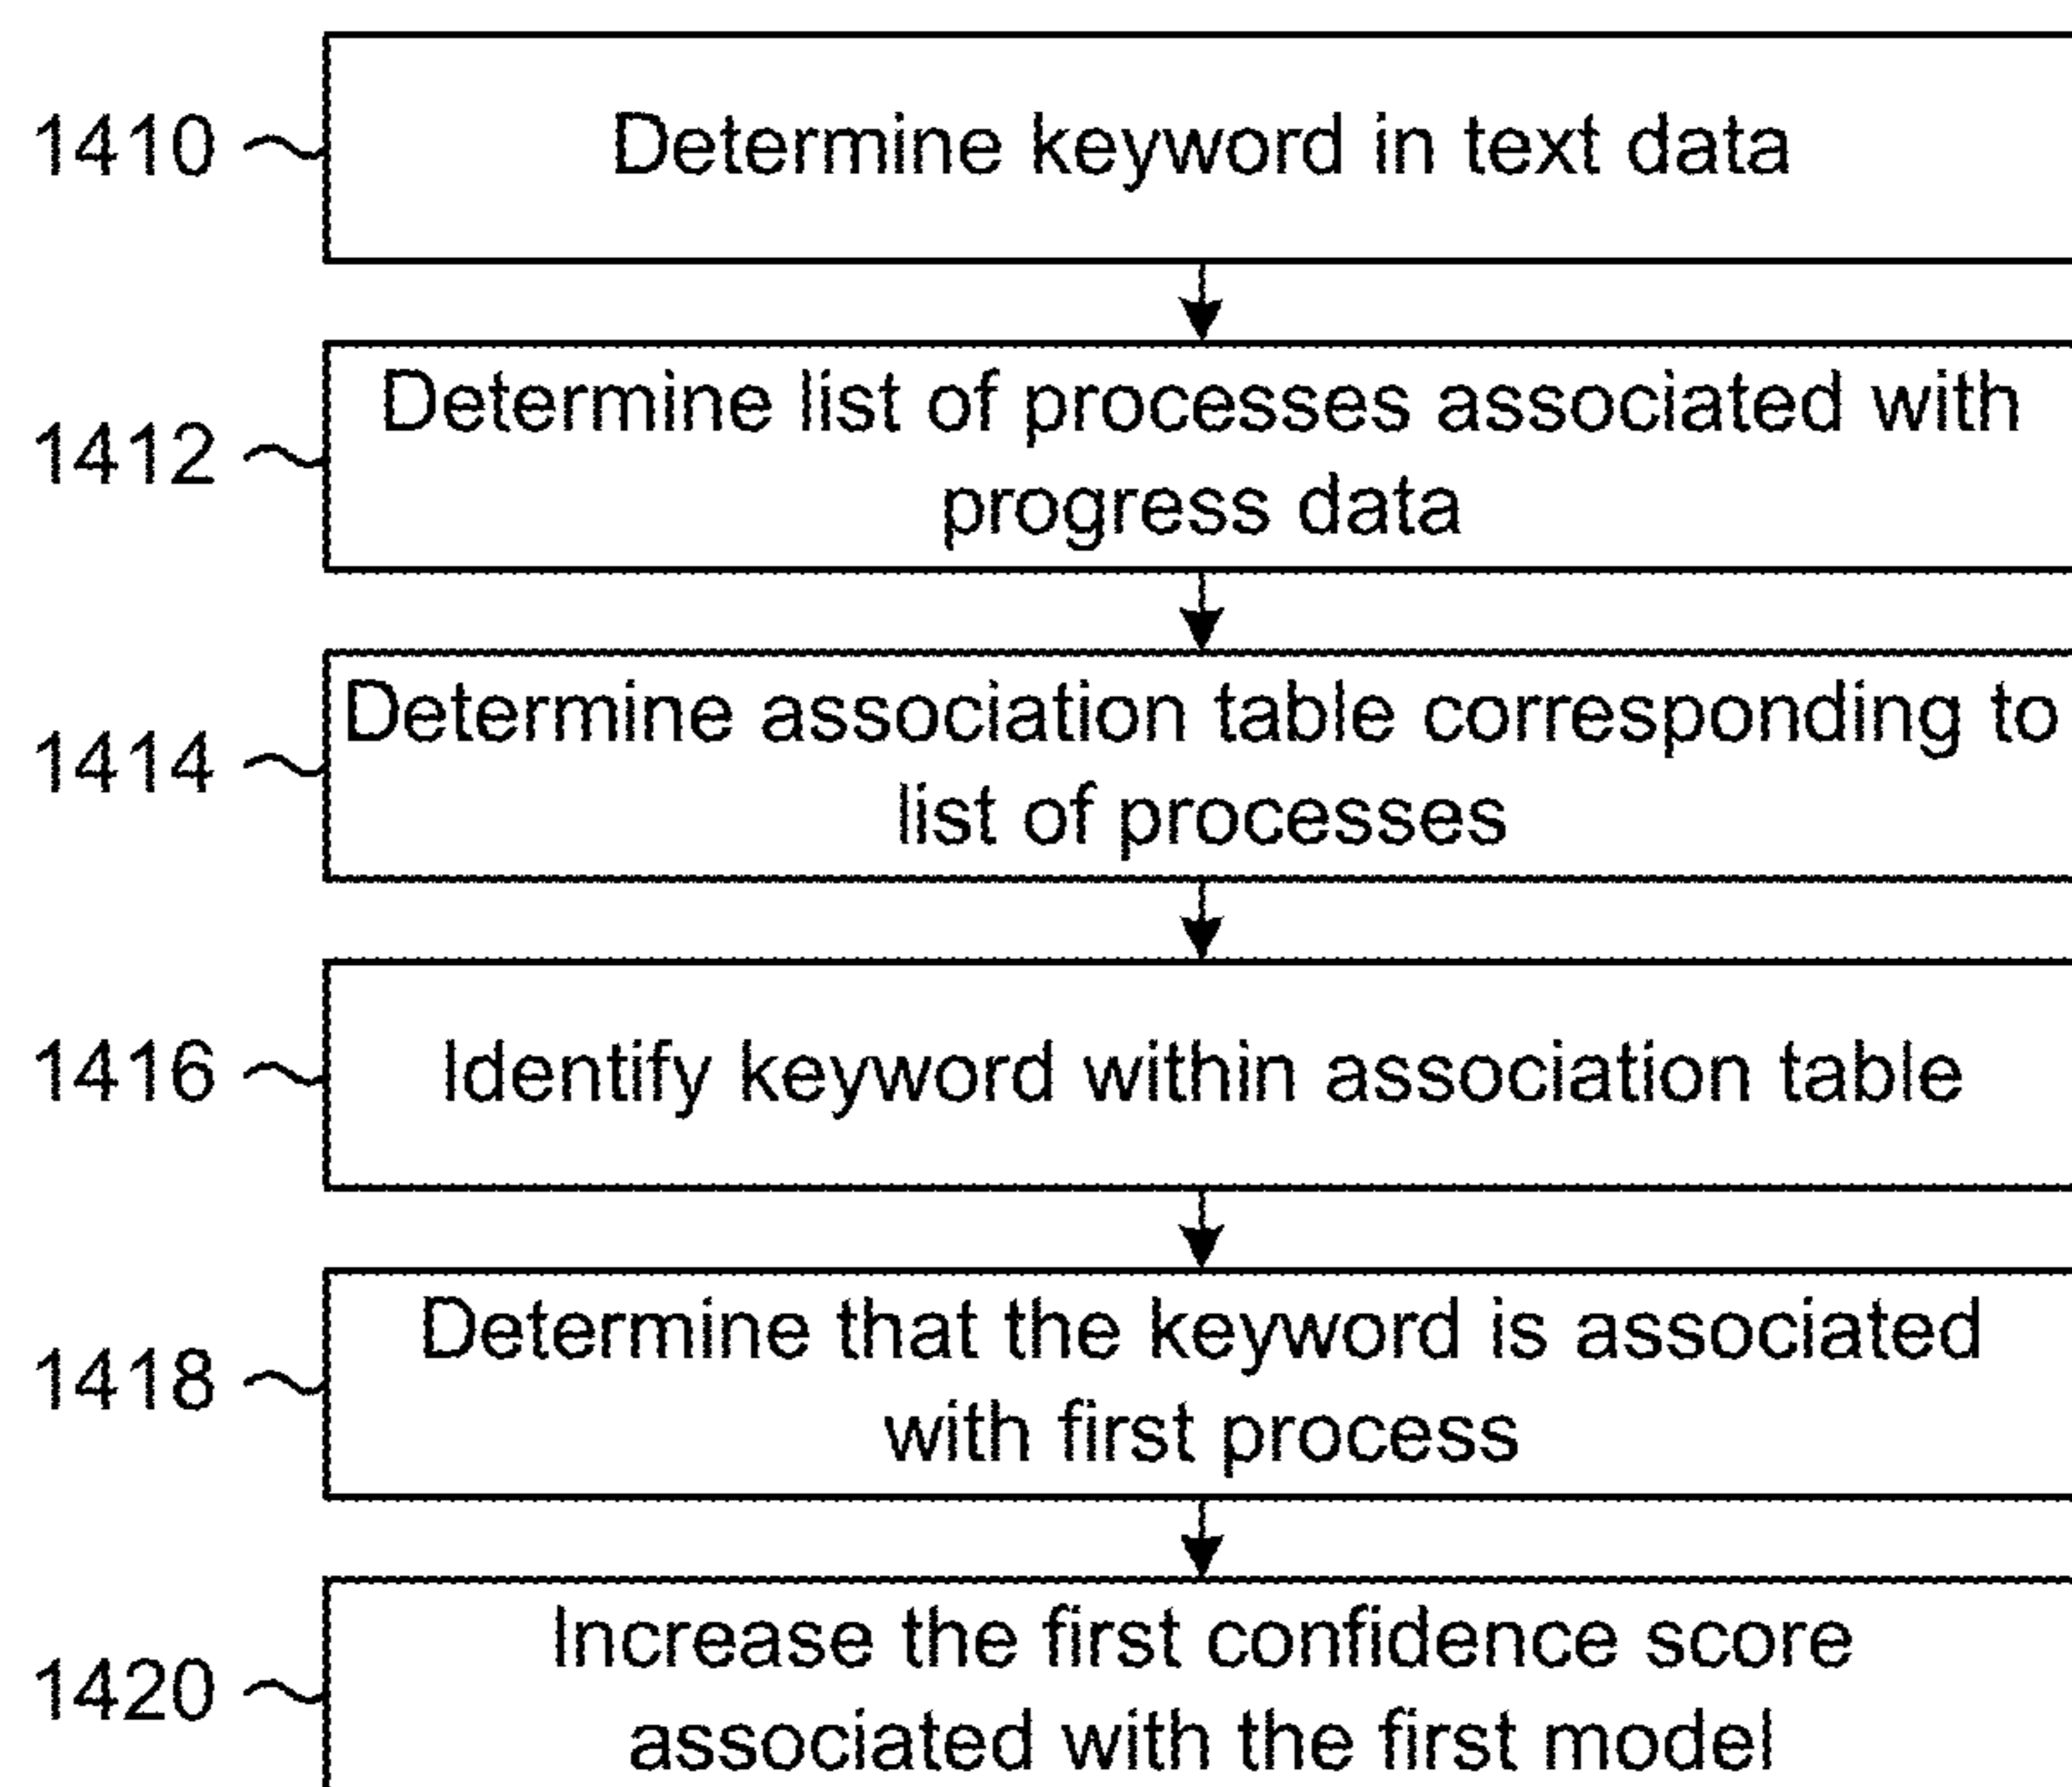 1410
Determine keyword in text data
1412
Determine list of processes associated with
progress data
1414
Determine association table corresponding to
list of processes
1416
Identify keyword within association table
1418
Determine that the keyword is associated
with first process
1420
Increase the first confidence score
associated with the first model